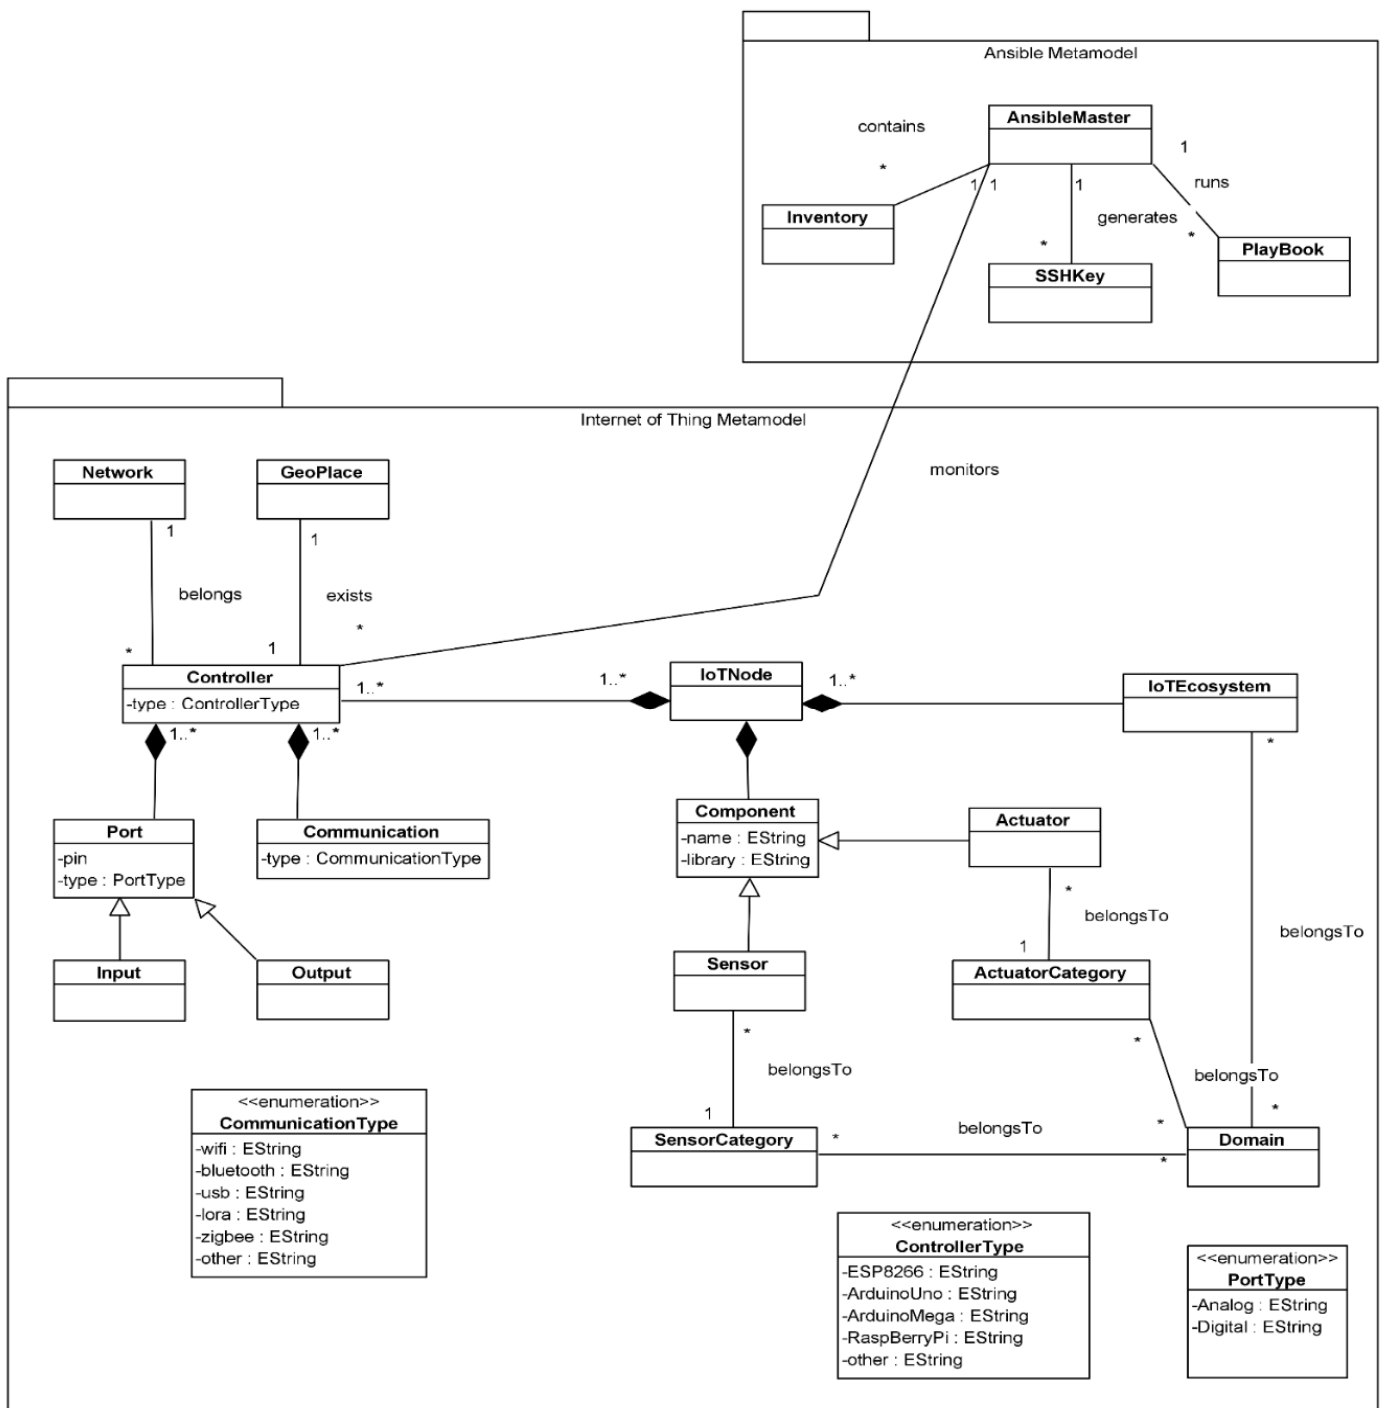 Ansible Metamodel
AnsibleMaster
contains
1
*
runs
1
1
1
Inventory
generates
*
*
PlayBook
SSHKey
Internet of Thing Metamodel
Network
GeoPlace
monitors
1
1
belongs
exists
*
*
1
Controller
-type : ControllerType
1..*
1..*
IoTNode
1..*
IoTEcosystem
1..*
1..*
*
Component
-name : EString
-library : EString
Actuator
Port
-pin
-type : PortType
Communication
-type : CommunicationType
*
belongsTo
belongsTo
1
Sensor
ActuatorCategory
Input
Output
*
*
belongsTo
belongsTo
1
*
*
belongsTo
SensorCategory
*
*
Domain
<<enumeration>>
CommunicationType
-wifi : EString
-bluetooth : EString
-usb : EString
-lora : EString
-zigbee : EString
-other : EString
<<enumeration>>
ControllerType
-ESP8266 : EString
-ArduinoUno : EString
-ArduinoMega : EString
-RaspBerryPi : EString
-other : EString
<<enumeration>>
PortType
-Analog : EString
-Digital : EString